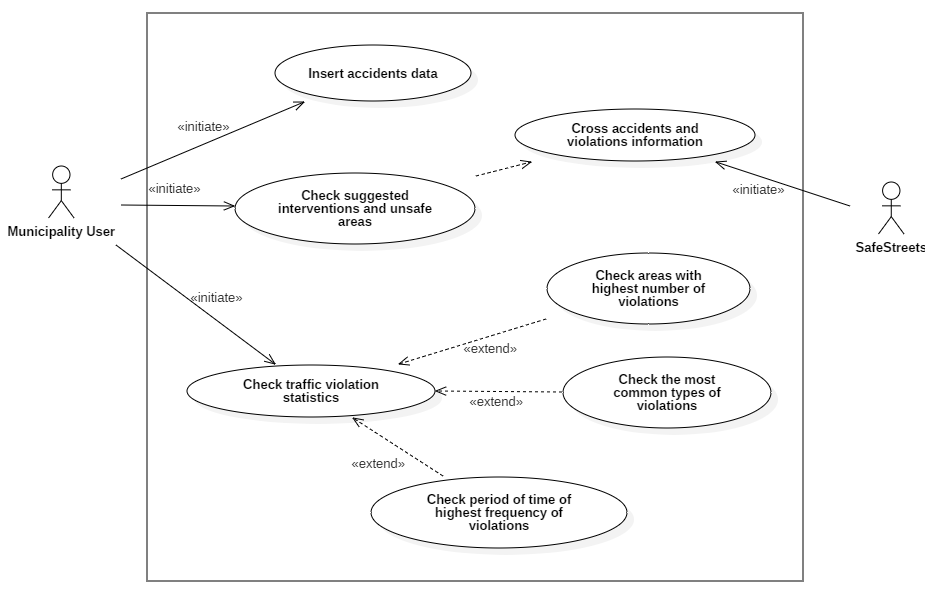 Insert accidents data
«initiate»
Cross accidents and
violations information
«initiate»
«initiate»
Check suggested
interventions and unsafe
areas
Municipality User
SafeStreets
Check areas with
highest number of
violations
«initiate»
«extend»
Check traffic violation
statistics
Check the most
common types of
violations
«extend»
«extend»
Check period of time of
highest frequency of
violations